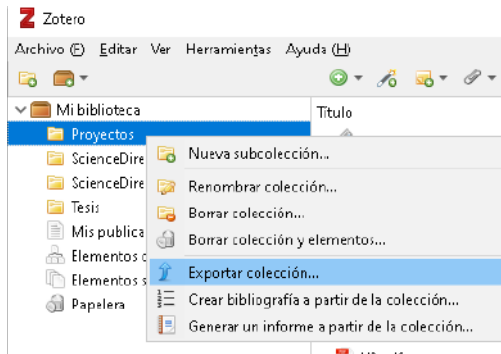 Zotero
Archivo (F) Editar Ver Herramientas Ayuda (H)
Mi biblioteca
Título
Proyectos
ScienceDire
ScienceDire
Tesis
Mis publica
Elementos
Elementos s
Papelera
Nueva subcolección...
Renombrar colección...
Borrar colección...
Borrar colección y elementos...
Exportar colección...
Crear bibliografía a partir de la colección...
Generar un informe a partir de la colección...